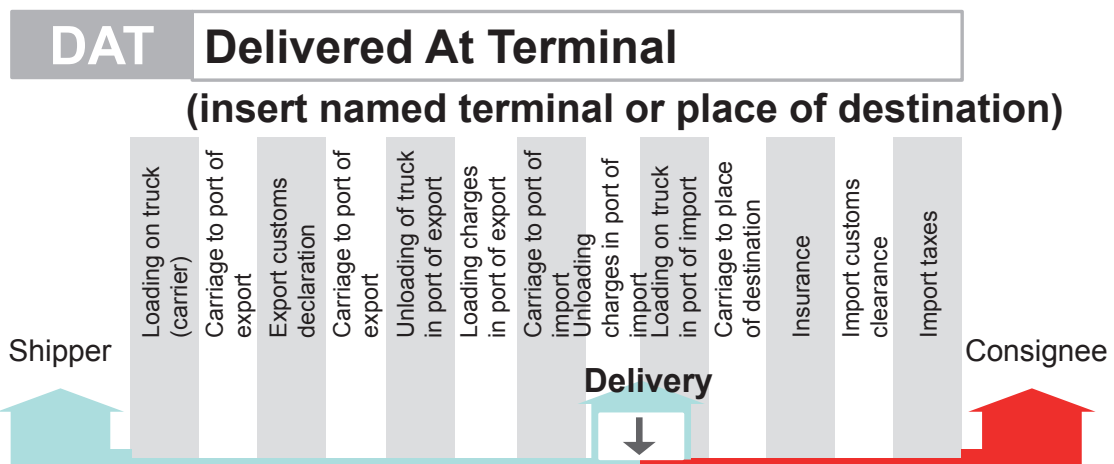 DAT
Delivered At Terminal
(insert named terminal or place of destination)
Loading on truck
(carrier)
Carriage to port of
export
Export customs
declaration
Carriage to port of
export
Unloading of truck
in port of export
Loading charges
in port of export
Carriage to port of
import
Unloading
charges in port of
import
Loading on truck
in port of import
Carriage to place
of destination
Insurance
Import customs
clearance
Import taxes
Shipper
Consignee
Delivery